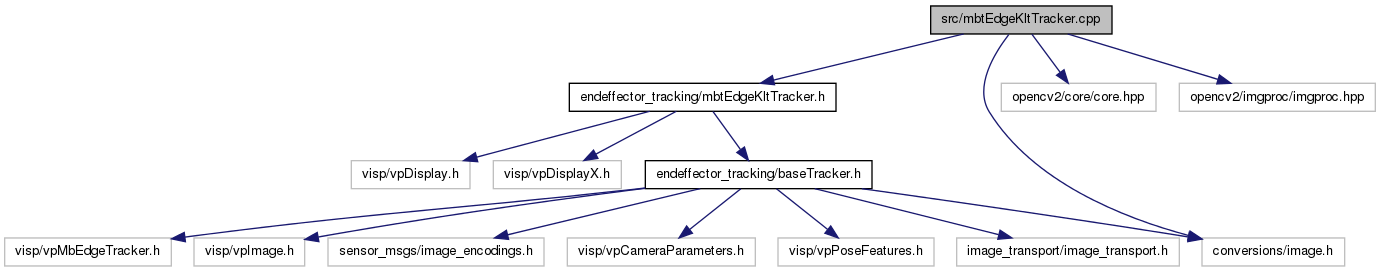 src/mbtEdgeKltTracker.cpp
endeffector_tracking/mbtEdgeKltTracker.h
opencv2/core/core.hpp
opencv2/imgproc/imgproc.hpp
visp/vpDisplay.h
visp/vpDisplayX.h
endeffector_tracking/baseTracker.h
visp/vpMbEdgeTracker.h
visp/vpImage.h
sensor_msgs/image_encodings.h
visp/vpCameraParameters.h
visp/vpPoseFeatures.h
image_transport/image_transport.h
conversions/image.h